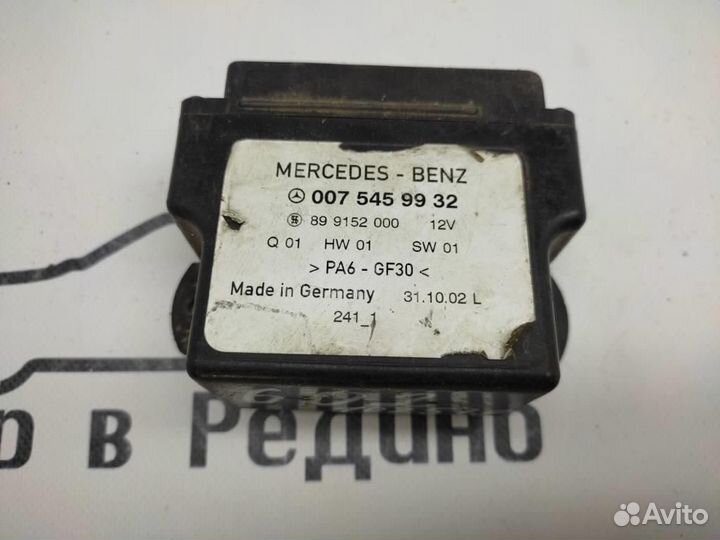 MERCEDES - BENZ
007 545 99 32
89 9152 000 12V
Q 01 HW 01 SW 01
> PA6 - GF30 <
Made in Germany 31.10.02 L
241_1
р в Редино
Avito